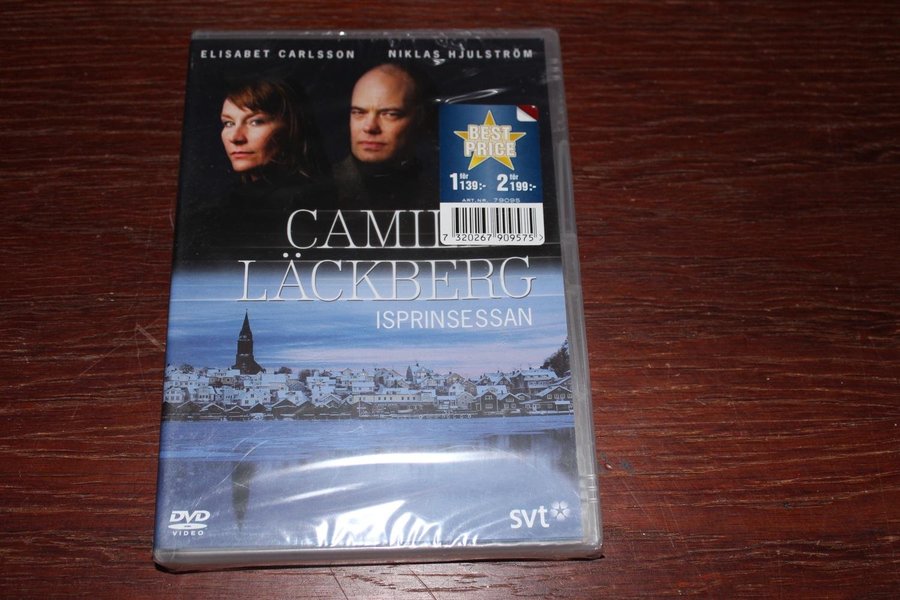 ELISABET CARLSSON NIKLAS HJULSTRÖM
BEST
PRICE
1 för 139:- 2 för 199:-
ART.NR. 79095
7 320267 909575 >
CAMIL
LÄCKBERG
ISPRINSESSAN
DVD
VIDEO
svt